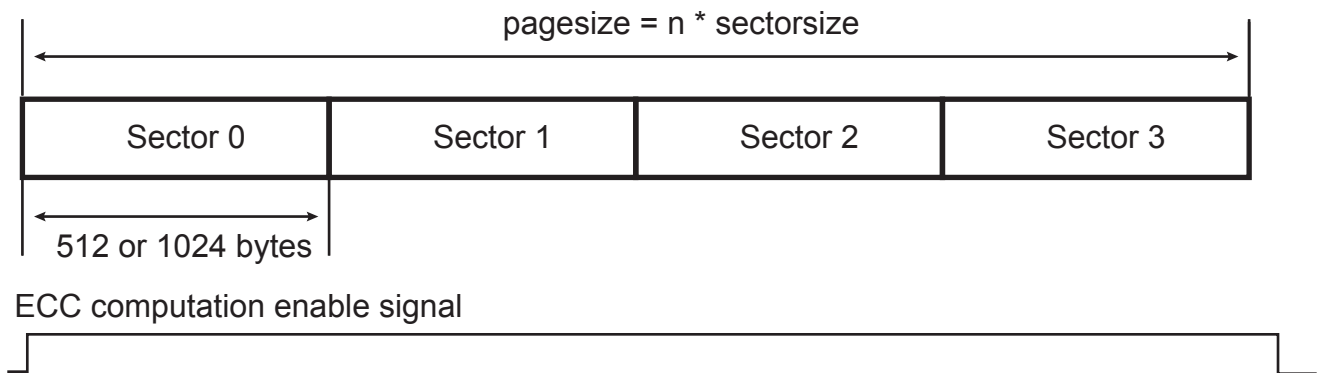 pagesize = n * sectorsize
Sector 0 Sector 1 Sector 2 Sector 3
512 or 1024 bytes
ECC computation enable signal